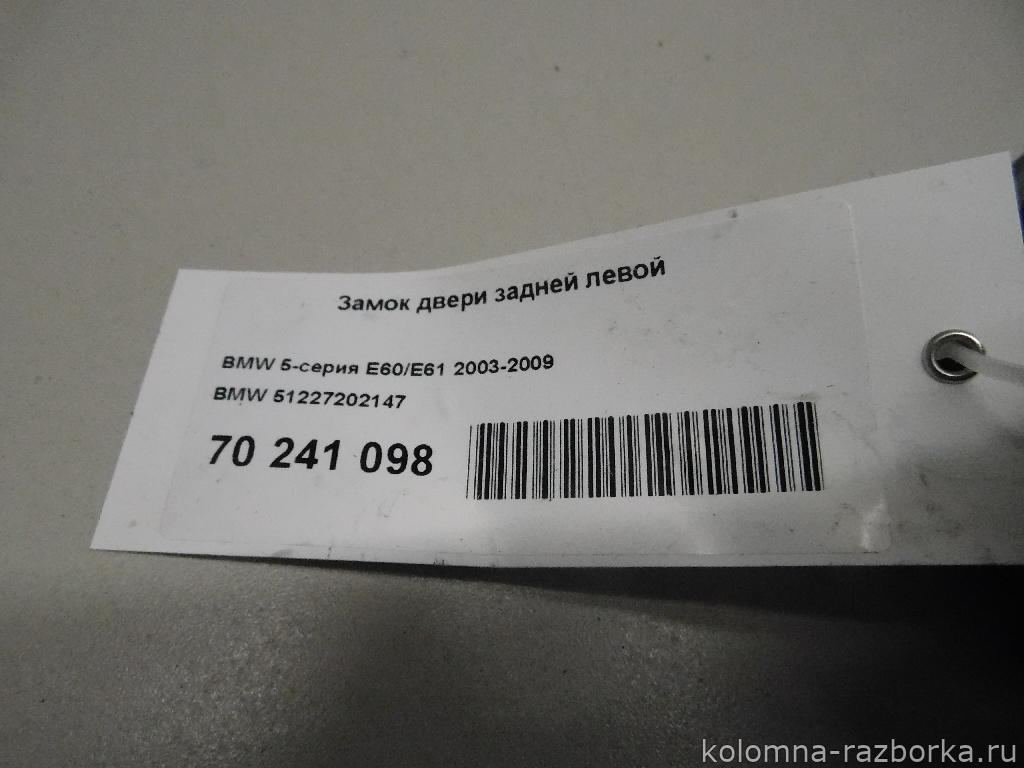 Замок двери задней левой
BMW 5-серия E60/E61 2003-2009
BMW 51227202147
70 241 098
kolomna-razborka.ru